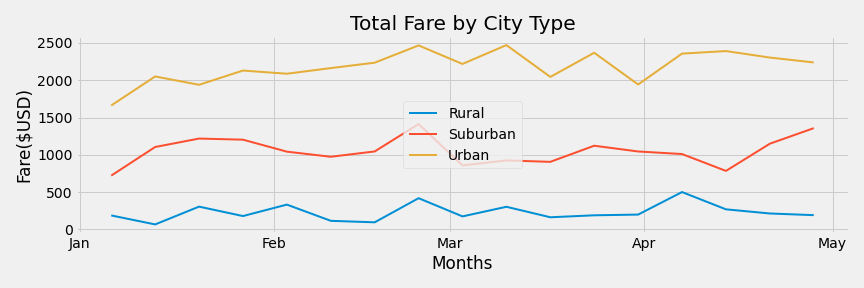 Total Fare by City Type
Fare($USD)
2500
2000
1500
1000
500
0
Rural
Suburban
Urban
Jan Feb Mar Apr May
Months